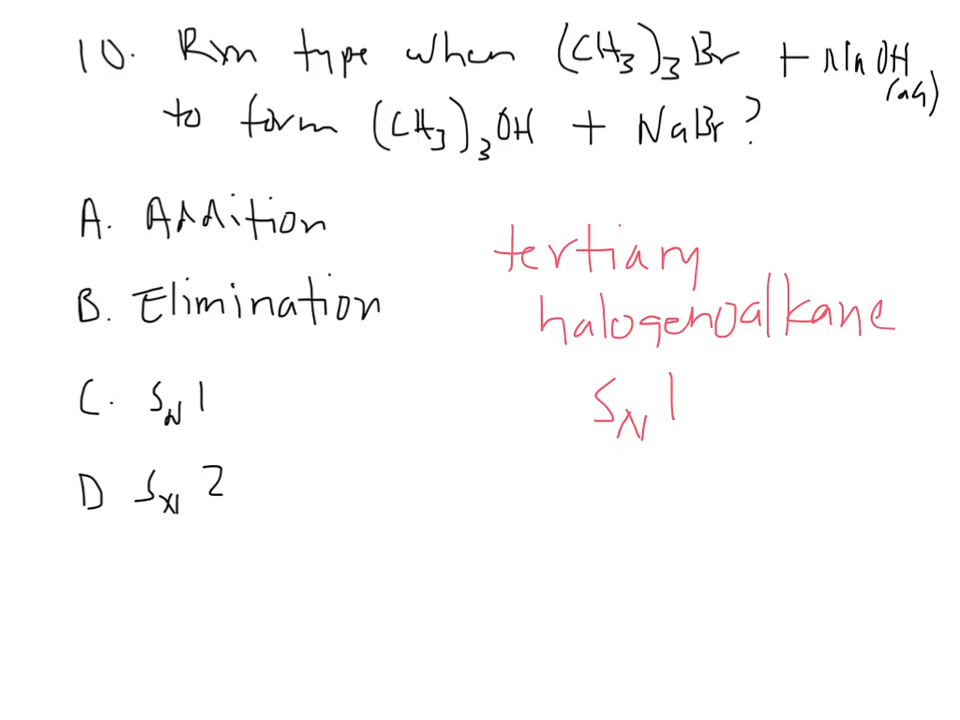 10. Rxn type when (CH₃)₃Br + NaOH (aq)
to form (CH₃)₃OH + NaBr?
A. Addition
B. Elimination
C. SN1
D SN2
tertiary
halogenoalkane
SN1